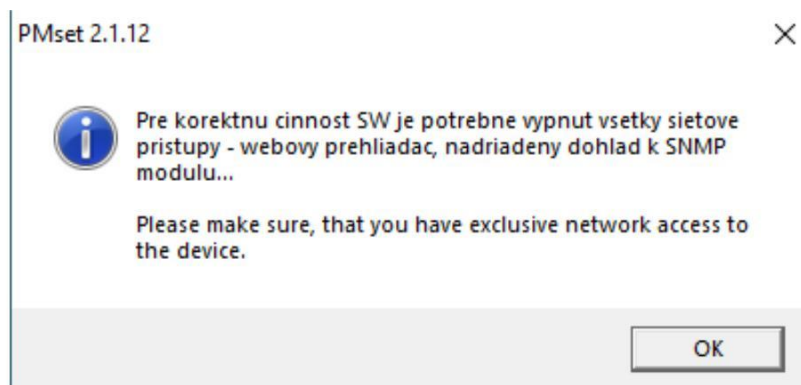 PMset 2.1.12
Pre korektnu cinnost SW je potrebne vypnut vsetky sietove
pristupy - webovy prehliadac, nadriadeny dohlad k SNMP
modulu...
Please make sure, that you have exclusive network access to
the device.
OK